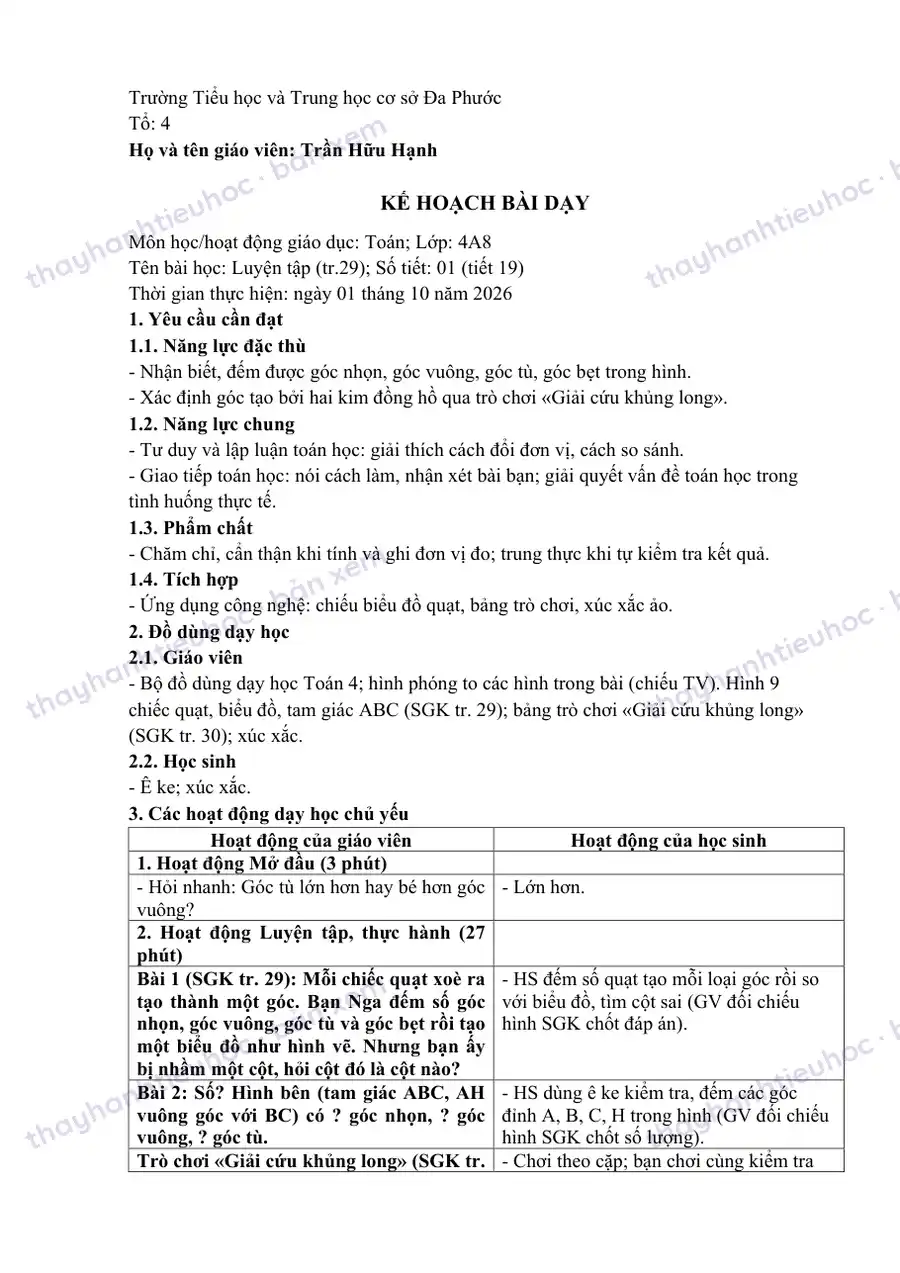 Trường Tiểu học và Trung học cơ sở Đa Phước
Tổ: 4
Họ và tên giáo viên: Trần Hữu Hạnh
KẾ HOẠCH BÀI DẠY
Môn học/hoạt động giáo dục: Toán; Lớp: 4A8
Tên bài học: Luyện tập (tr.29); Số tiết: 01 (tiết 19)
Thời gian thực hiện: ngày 01 tháng 10 năm 2026
1. Yêu cầu cần đạt
1.1. Năng lực đặc thù
- Nhận biết, đếm được góc nhọn, góc vuông, góc tù, góc bẹt trong hình.
- Xác định góc tạo bởi hai kim đồng hồ qua trò chơi «Giải cứu khủng long».
1.2. Năng lực chung
- Tư duy và lập luận toán học: giải thích cách đổi đơn vị, cách so sánh.
- Giao tiếp toán học: nói cách làm, nhận xét bài bạn; giải quyết vấn đề toán học trong
tình huống thực tế.
1.3. Phẩm chất
- Chăm chỉ, cẩn thận khi tính và ghi đơn vị đo; trung thực khi tự kiểm tra kết quả.
1.4. Tích hợp
- Ứng dụng công nghệ: chiếu biểu đồ quạt, bảng trò chơi, xúc xắc ảo.
2. Đồ dùng dạy học
2.1. Giáo viên
- Bộ đồ dùng dạy học Toán 4; hình phóng to các hình trong bài (chiếu TV). Hình 9
chiếc quạt, biểu đồ, tam giác ABC (SGK tr. 29); bảng trò chơi «Giải cứu khủng long»
(SGK tr. 30); xúc xắc.
2.2. Học sinh
- Ê ke; xúc xắc.
3. Các hoạt động dạy học chủ yếu
Hoạt động của giáo viên
Hoạt động của học sinh
1. Hoạt động Mở đầu (3 phút)
- Hỏi nhanh: Góc tù lớn hơn hay bé hơn góc
vuông?
- Lớn hơn.
2. Hoạt động Luyện tập, thực hành (27
phút)
Bài 1 (SGK tr. 29): Mỗi chiếc quạt xoè ra
tạo thành một góc. Bạn Nga đếm số góc
nhọn, góc vuông, góc tù và góc bẹt rồi tạo
một biểu đồ như hình vẽ. Nhưng bạn ấy
bị nhầm một cột, hỏi cột đó là cột nào?
- HS đếm số quạt tạo mỗi loại góc rồi so
với biểu đồ, tìm cột sai (GV đối chiếu
hình SGK chốt đáp án).
Bài 2: Số? Hình bên (tam giác ABC, AH
vuông góc với BC) có ? góc nhọn, ? góc
vuông, ? góc tù.
- HS dùng ê ke kiểm tra, đếm các góc
đỉnh A, B, C, H trong hình (GV đối chiếu
hình SGK chốt số lượng).
Trò chơi «Giải cứu khủng long» (SGK tr.
- Chơi theo cặp; bạn chơi cùng kiểm tra
thayhanhtieuhoc · bản xem
thayhanhtieuhoc · b
thayhanhtieuhoc · bản xem
thayhanhtieuhoc · b
thayhanhtieuhoc · bản xem
thayhanhtieuhoc · b